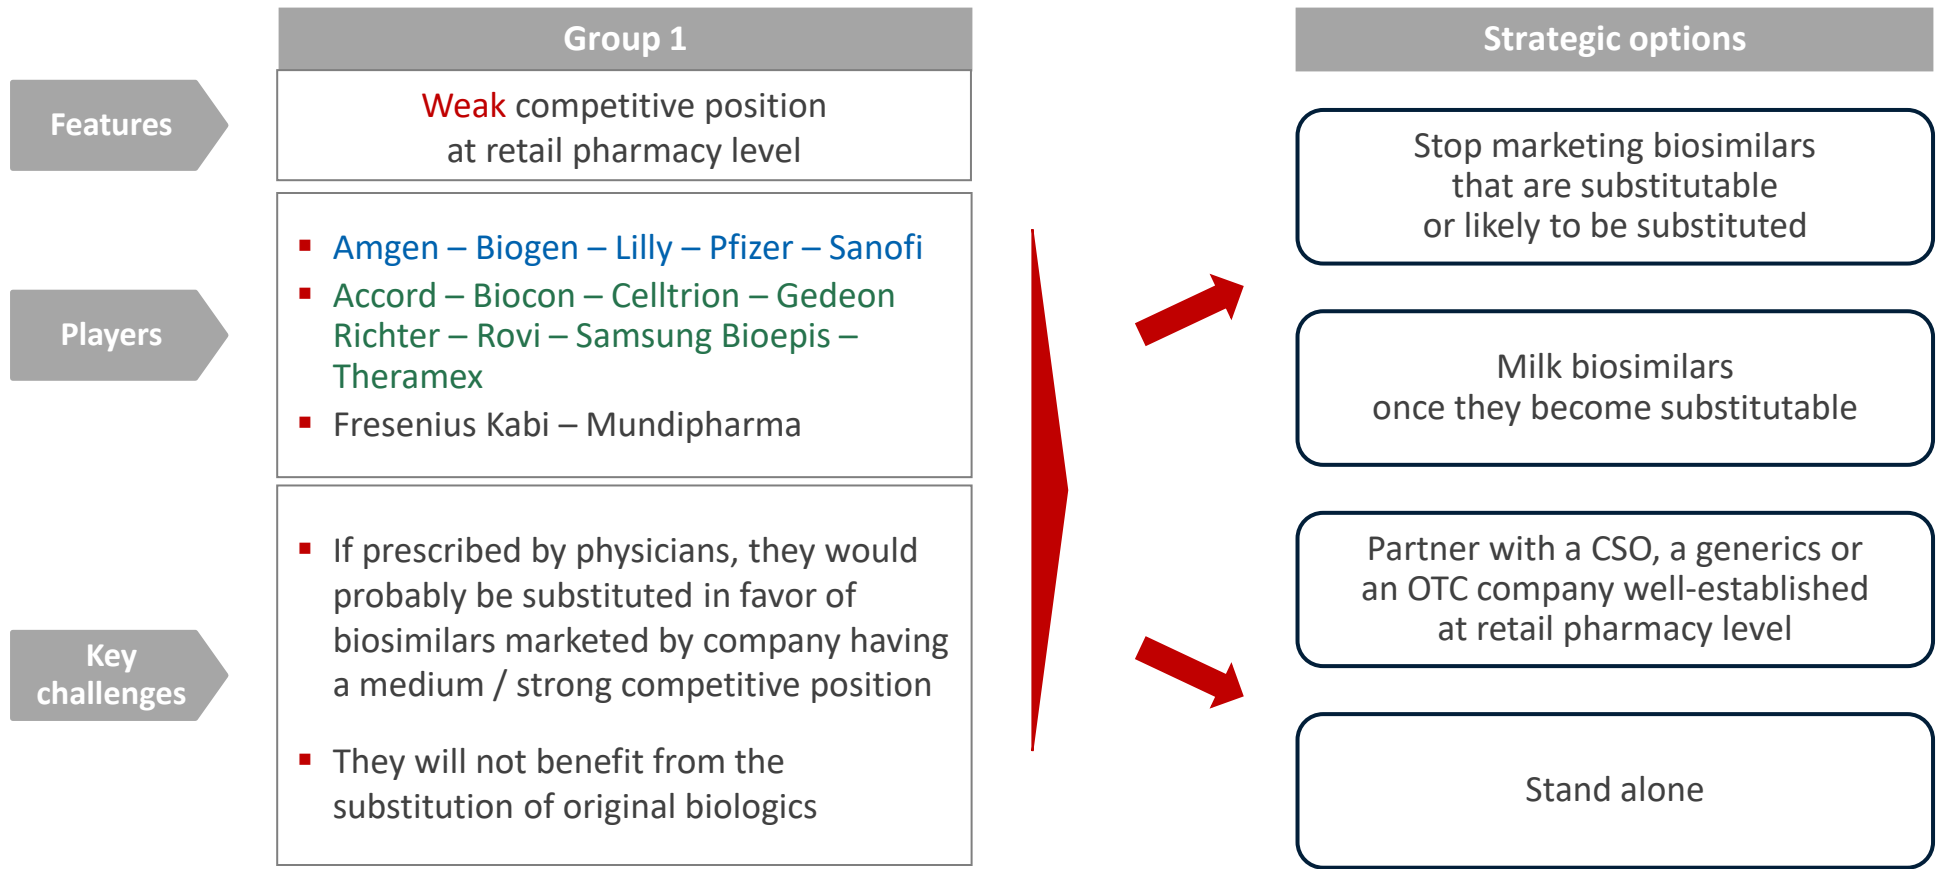 Group 1
Features
Weak competitive position
at retail pharmacy level
Players
▪ Amgen – Biogen – Lilly – Pfizer – Sanofi
▪ Accord – Biocon – Celltrion – Gedeon
Richter – Rovi – Samsung Bioepis –
Theramex
▪ Fresenius Kabi – Mundipharma
Key
challenges
▪ If prescribed by physicians, they would
probably be substituted in favor of
biosimilars marketed by company having
a medium / strong competitive position
▪ They will not benefit from the
substitution of original biologics
Strategic options
Stop marketing biosimilars
that are substitutable
or likely to be substituted
Milk biosimilars
once they become substitutable
Partner with a CSO, a generics or
an OTC company well-established
at retail pharmacy level
Stand alone